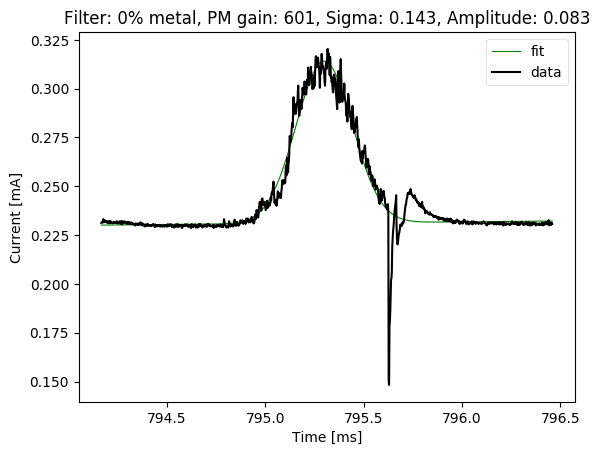 Filter: 0% metal, PM gain: 601, Sigma: 0.143, Amplitude: 0.083
fit
data
Current [mA]
0.325
0.300
0.275
0.250
0.225
0.200
0.175
0.150
794.5
795.0
795.5
796.0
796.5
Time [ms]